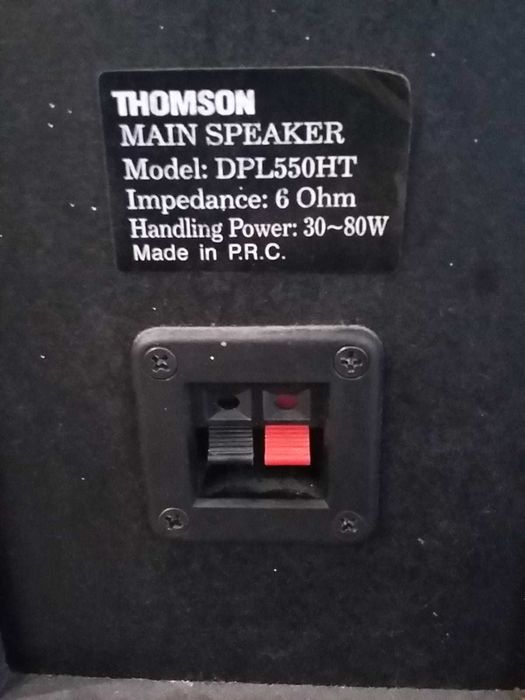 THOMSON
MAIN SPEAKER
Model: DPL550HT
Impedance: 6 Ohm
Handling Power: 30~80W
Made in P.R.C.